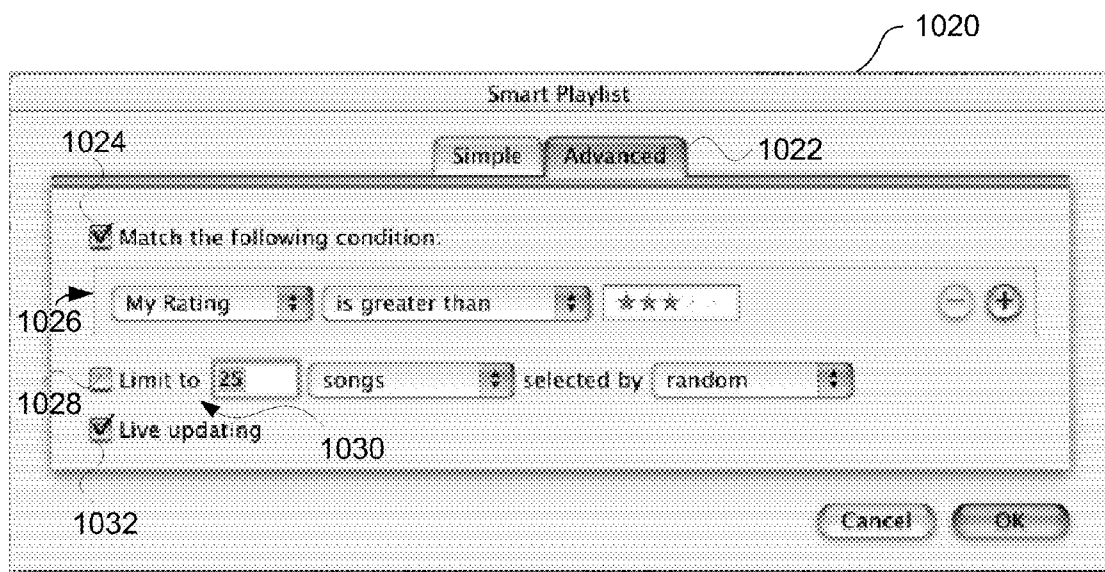 1020
Smart Playlist
1024
Simple Advanced 1022
Match the following condition:
1026 My Rating is greater than ★★★
1028 Limit to 25 songs selected by random
Live updating 1030
1032
Cancel OK